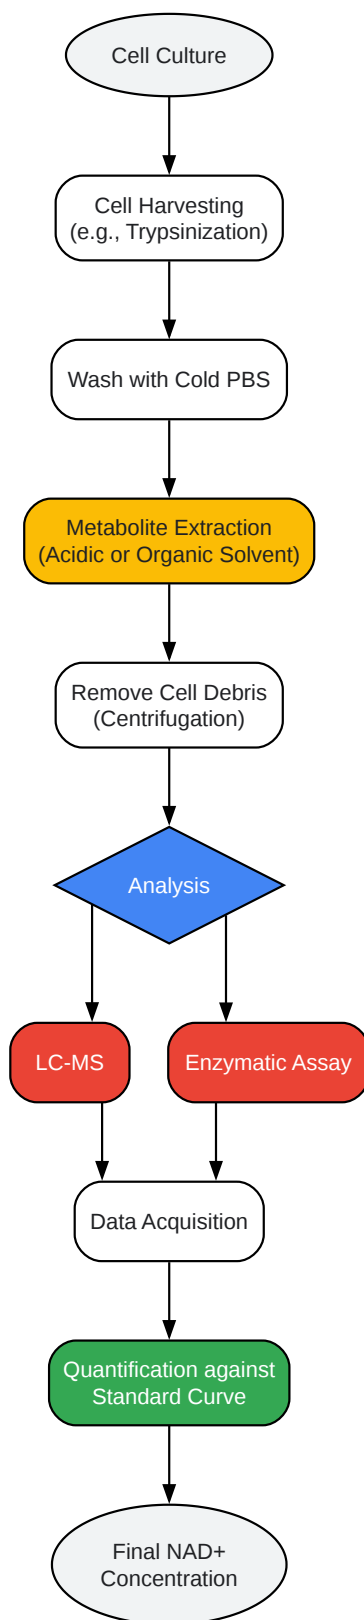 Cell Culture
Cell Harvesting
(e.g., Trypsinization)
Wash with Cold PBS
Metabolite Extraction
(Acidic or Organic Solvent)
Remove Cell Debris
(Centrifugation)
Analysis
LC-MS
Enzymatic Assay
Data Acquisition
Quantification against
Standard Curve
Final NAD+
Concentration